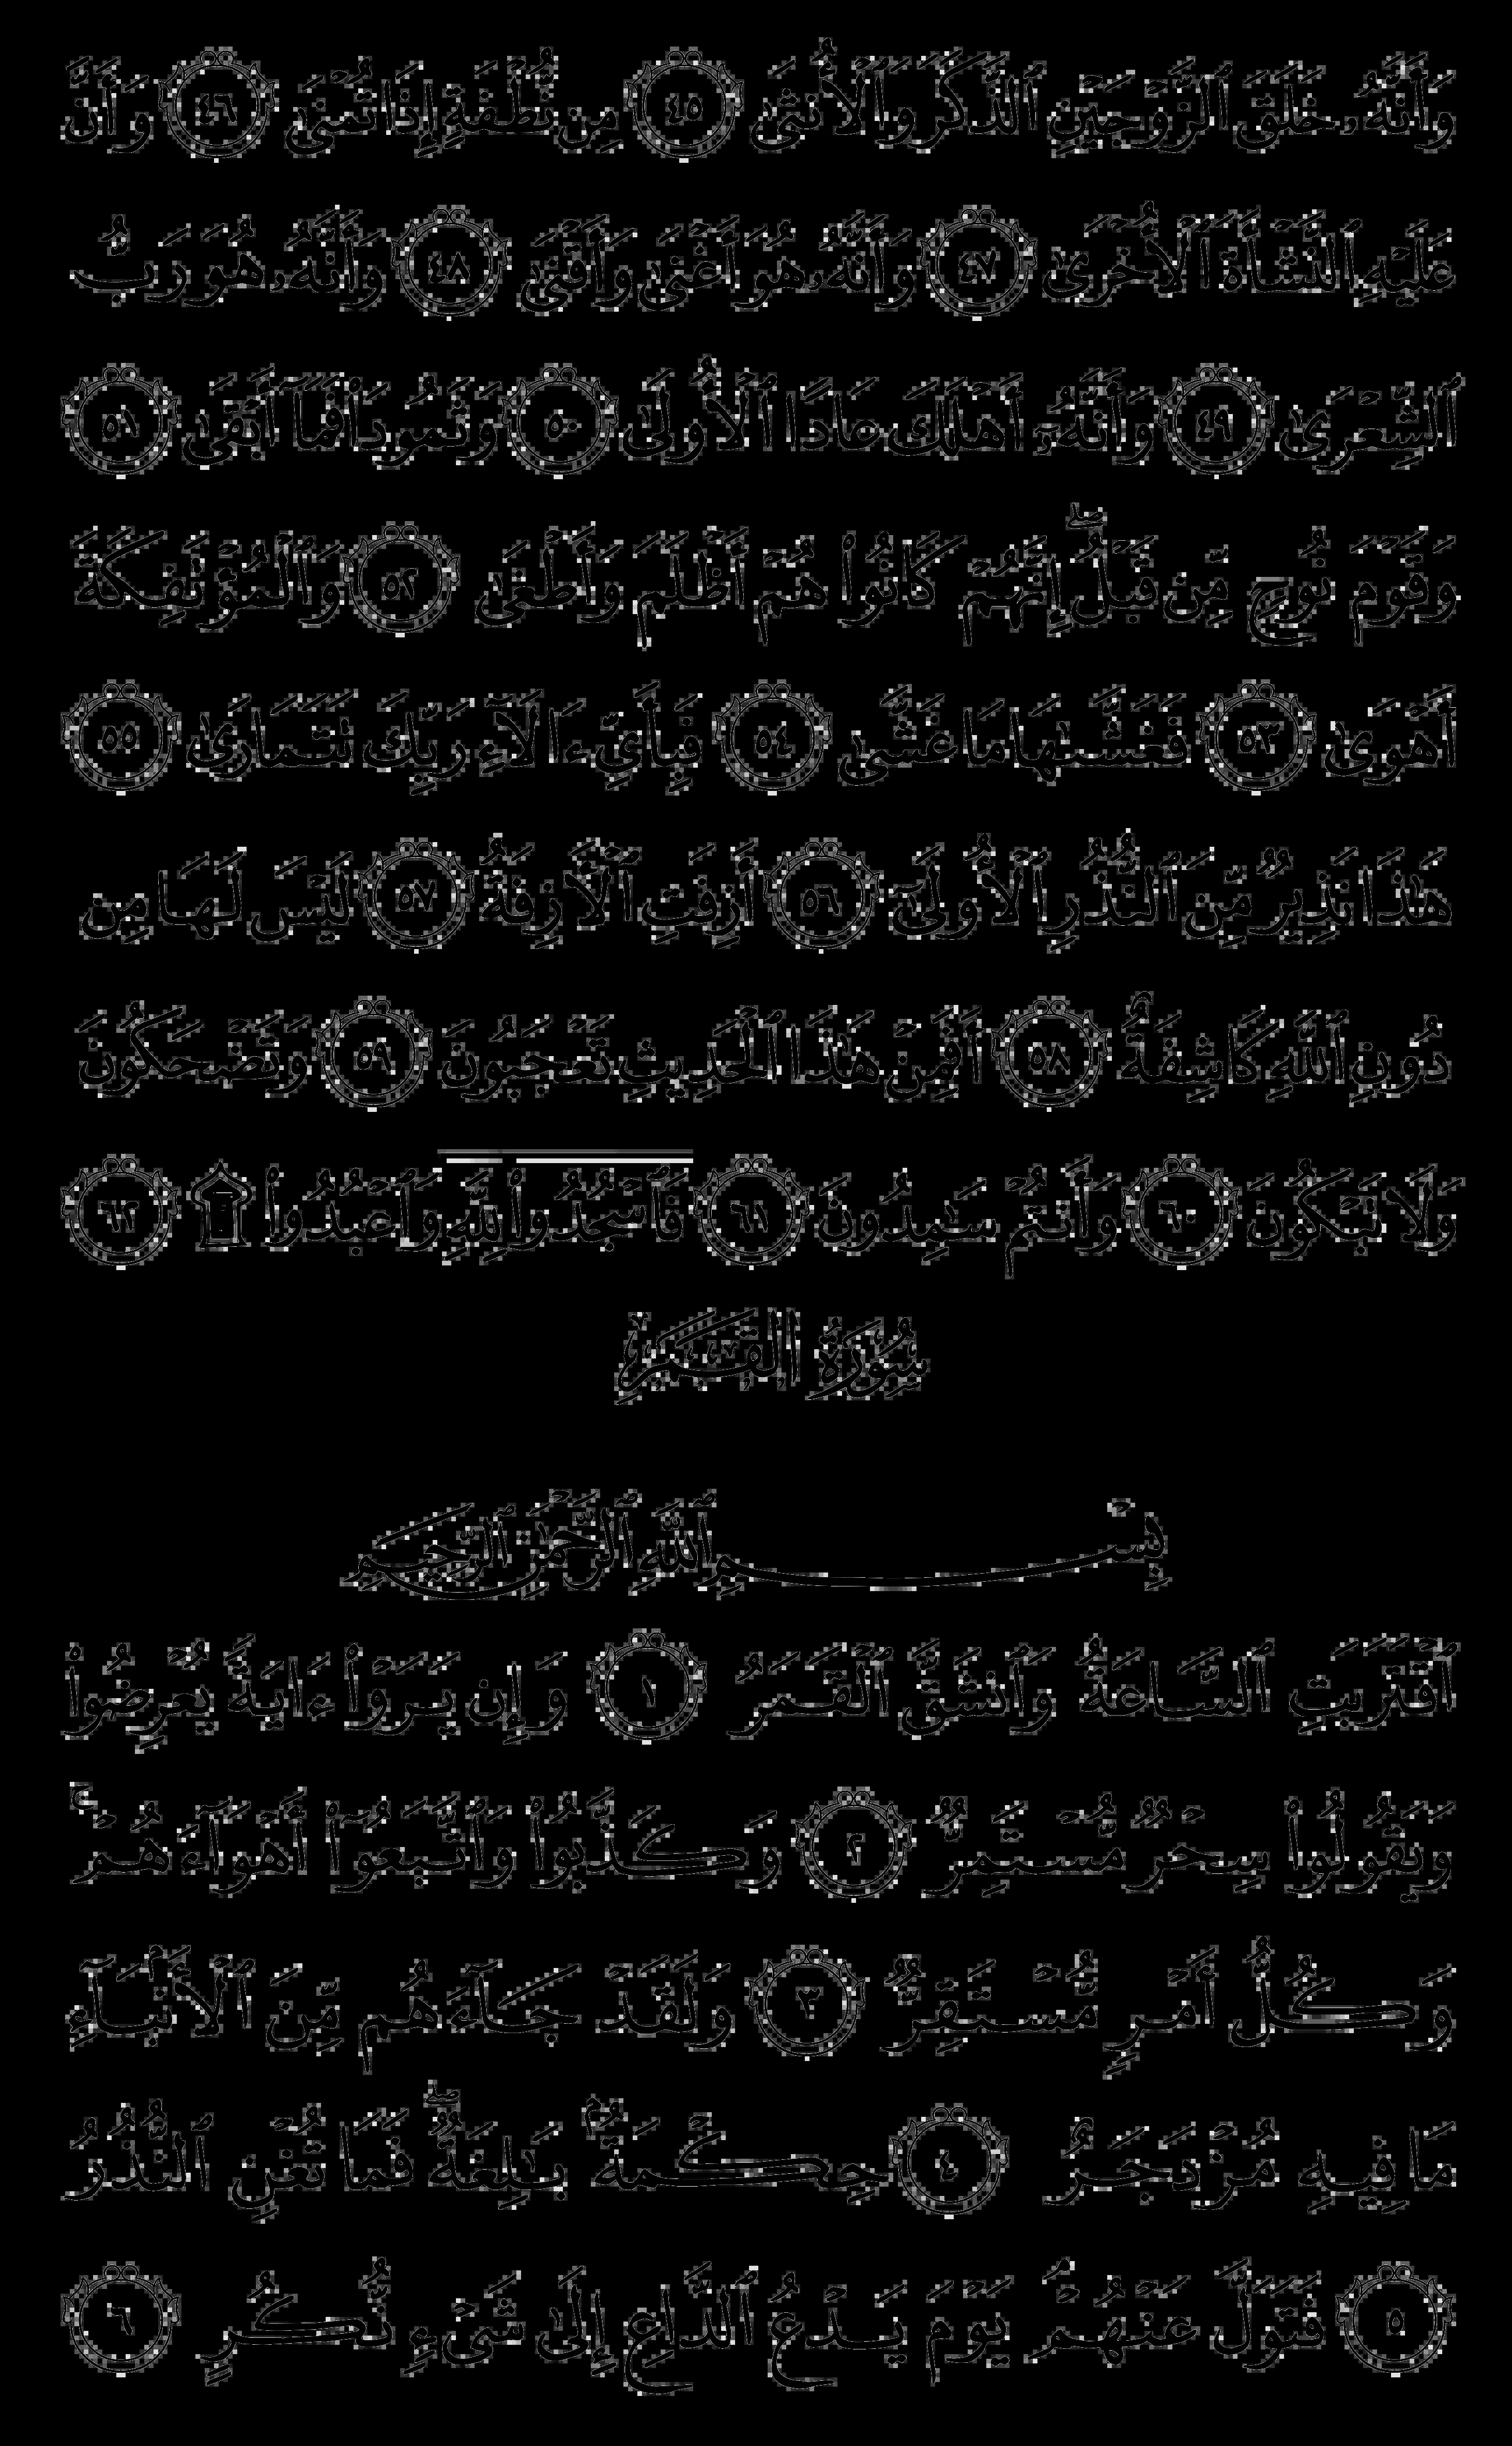 وَأَنَّهُۥ خَلَقَ ٱلزَّوْجَيْنِ ٱلذَّكَرَ وَٱلْأُنثَىٰ ٤٥ مِن نُّطْفَةٍ إِذَا تُمْنَىٰ ٤٦ وَأَنَّ
عَلَيْهِ ٱلنَّشْأَةَ ٱلْأُخْرَىٰ ٤٧ وَأَنَّهُۥ هُوَ أَغْنَىٰ وَأَقْنَىٰ ٤٨ وَأَنَّهُۥ هُوَ رَبُّ
ٱلشِّعْرَىٰ ٤٩ وَأَنَّهُۥٓ أَهْلَكَ عَادًا ٱلْأُولَىٰ ٥٠ وَثَمُودَا۟ فَمَآ أَبْقَىٰ ٥١
وَقَوْمَ نُوحٍ مِّن قَبْلُ ۖ إِنَّهُمْ كَانُوا۟ هُمْ أَظْلَمَ وَأَطْغَىٰ ٥٢ وَٱلْمُؤْتَفِكَةَ
أَهْوَىٰ ٥٣ فَغَشَّىٰهَا مَا غَشَّىٰ ٥٤ فَبِأَىِّ ءَالَآءِ رَبِّكَ تَتَمَارَىٰ ٥٥
هَٰذَا نَذِيرٌ مِّنَ ٱلنُّذُرِ ٱلْأُولَىٰٓ ٥٦ أَزِفَتِ ٱلْءَازِفَةُ ٥٧ لَيْسَ لَهَا مِن
دُونِ ٱللَّهِ كَاشِفَةٌ ٥٨ أَفَمِنْ هَٰذَا ٱلْحَدِيثِ تَعْجَبُونَ ٥٩ وَتَضْحَكُونَ
وَلَا تَبْكُونَ ٦٠ وَأَنتُمْ سَٰمِدُونَ ٦١ فَٱسْجُدُوا۟ لِلَّهِ وَٱعْبُدُوا۟ ۩ ٦٢
سُورَةُ القَمَرِ
بِسْمِ ٱللَّهِ ٱلرَّحْمَٰنِ ٱلرَّحِيمِ
ٱقْتَرَبَتِ ٱلسَّاعَةُ وَٱنشَقَّ ٱلْقَمَرُ ١ وَإِن يَرَوْا۟ ءَايَةً يُعْرِضُوا۟
وَيَقُولُوا۟ سِحْرٌ مُّسْتَمِرٌّ ٢ وَكَذَّبُوا۟ وَٱتَّبَعُوٓا۟ أَهْوَآءَهُمْ ۚ
وَكُلُّ أَمْرٍ مُّسْتَقِرٌّ ٣ وَلَقَدْ جَآءَهُم مِّنَ ٱلْأَنۢبَآءِ
مَا فِيهِ مُزْدَجَرٌ ٤ حِكْمَةٌۢ بَٰلِغَةٌ ۖ فَمَا تُغْنِ ٱلنُّذُرُ
٥ فَتَوَلَّ عَنْهُمْ ۘ يَوْمَ يَدْعُ ٱلدَّاعِ إِلَىٰ شَىْءٍ نُّكُرٍ ٦